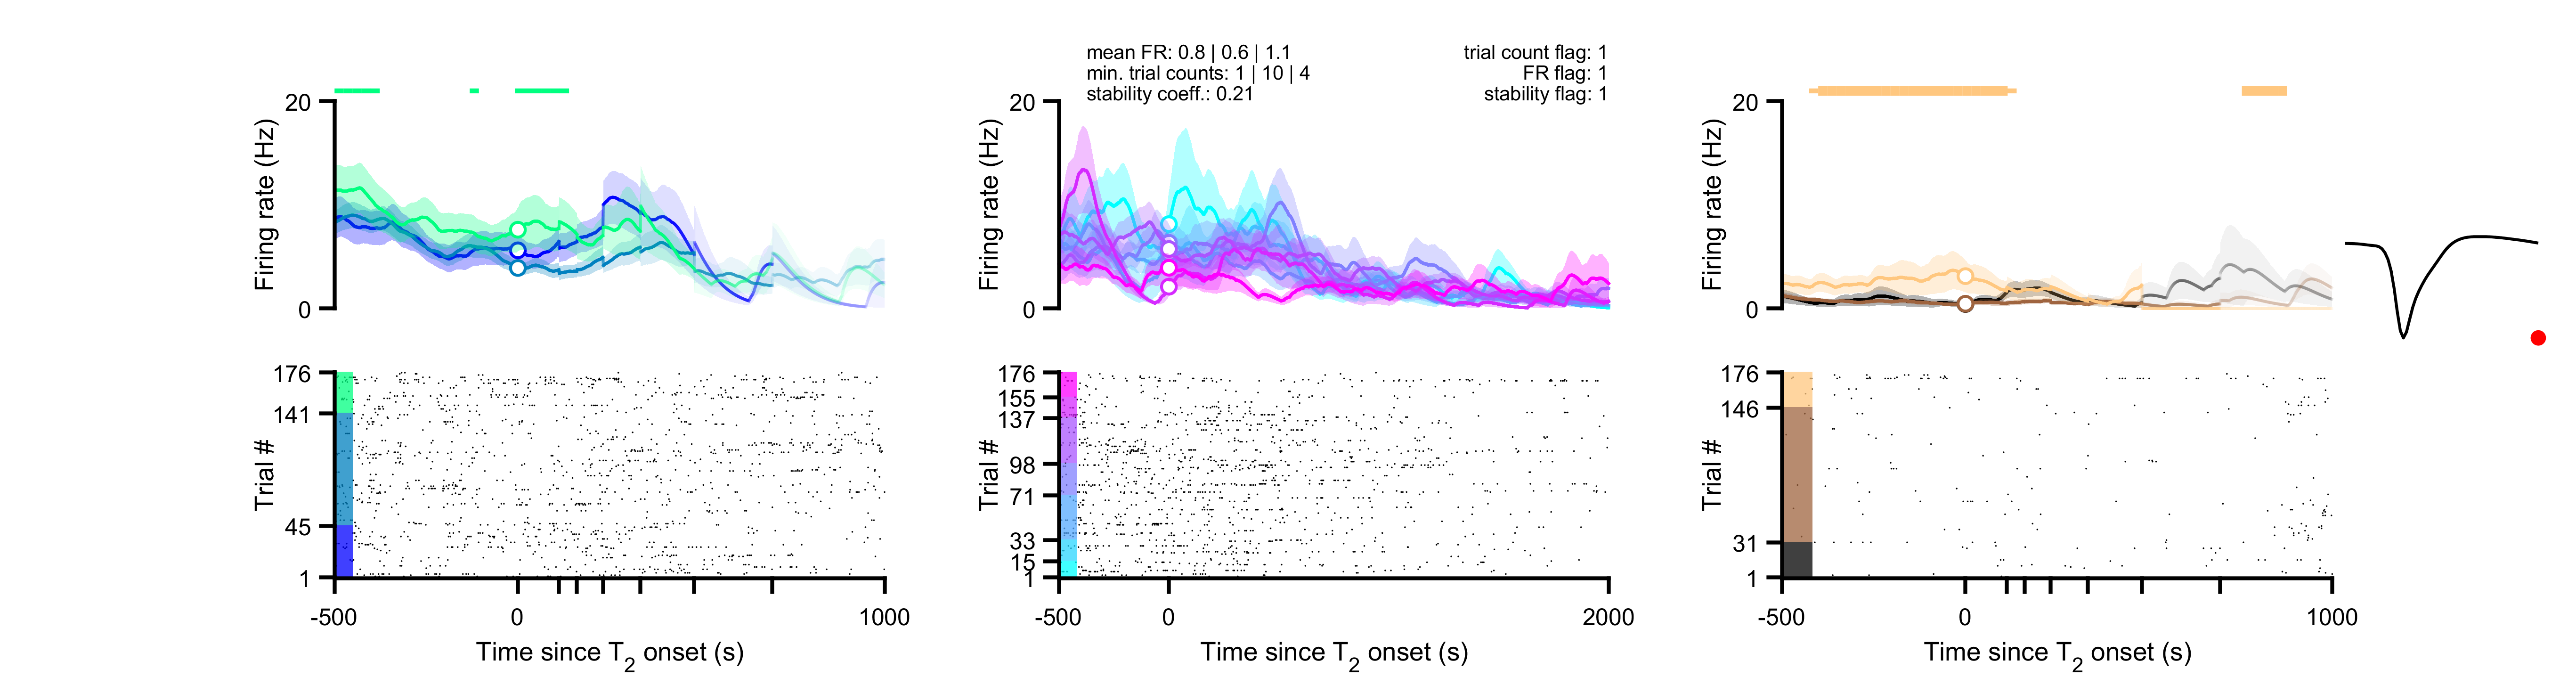 mean FR: 0.8 | 0.6 | 1.1
min. trial counts: 1 | 10 | 4
stability coeff.: 0.21
trial count flag: 1
FR flag: 1
stability flag: 1
20
0
Firing rate (Hz)
20
0
Firing rate (Hz)
20
0
Firing rate (Hz)
176
141
45
1
Trial #
-500
0
1000
Time since T2 onset (s)
176
155
137
98
71
33
15
1
Trial #
-500
0
2000
Time since T2 onset (s)
176
146
31
1
Trial #
-500
0
1000
Time since T2 onset (s)